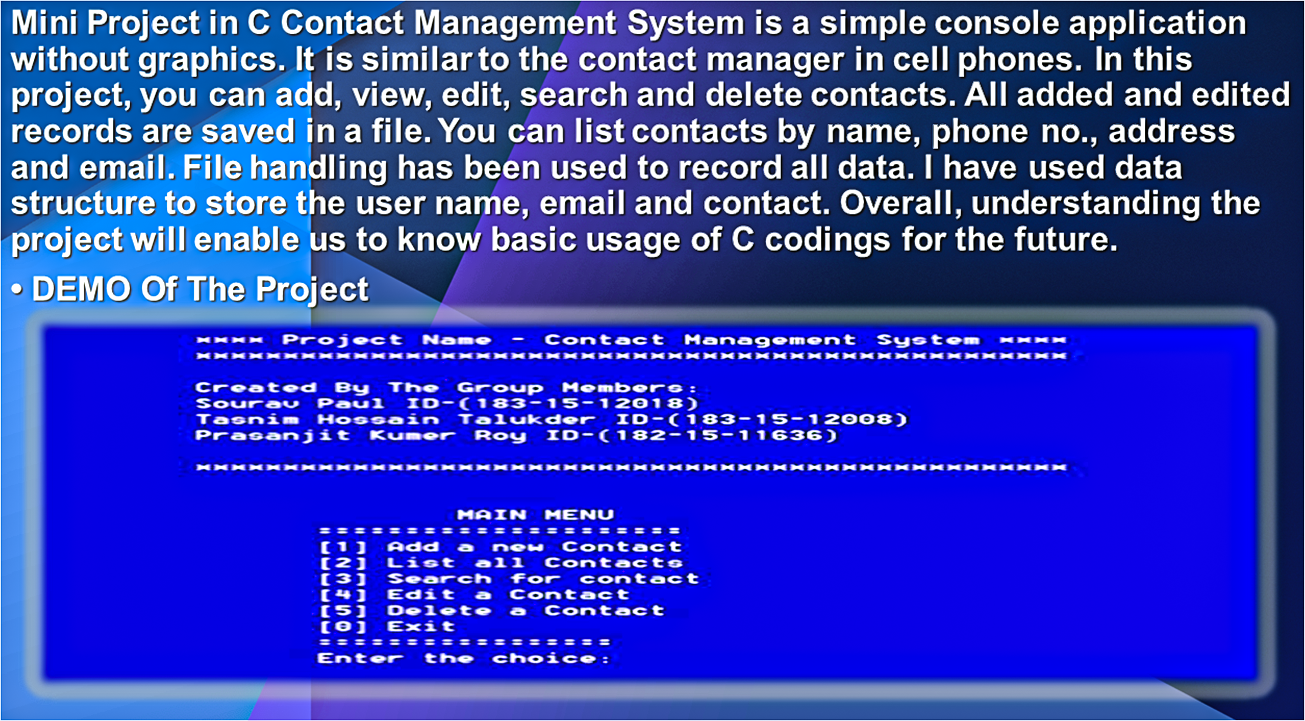 Mini Project in C Contact Management System is a simple console application
without graphics. It is similar to the contact manager in cell phones. In this
project, you can add, view, edit, search and delete contacts. All added and edited
records are saved in a file. You can list contacts by name, phone no., address
and email. File handling has been used to record all data. I have used data
structure to store the user name, email and contact. Overall, understanding the
project will enable us to know basic usage of C codings for the future.
• DEMO Of The Project
**** Project Name - Contact Management System ****
**************************************************
Created By The Group Members:
Sourav Paul ID-(183-15-12018)
Tasnim Hossain Talukder ID-(183-15-12008)
Prasanjit Kumer Roy ID-(182-15-11636)
**************************************************
MAIN MENU
=====================
[1] Add a new Contact
[2] List all Contacts
[3] Search for contact
[4] Edit a Contact
[5] Delete a Contact
[0] Exit
=================
Enter the choice: